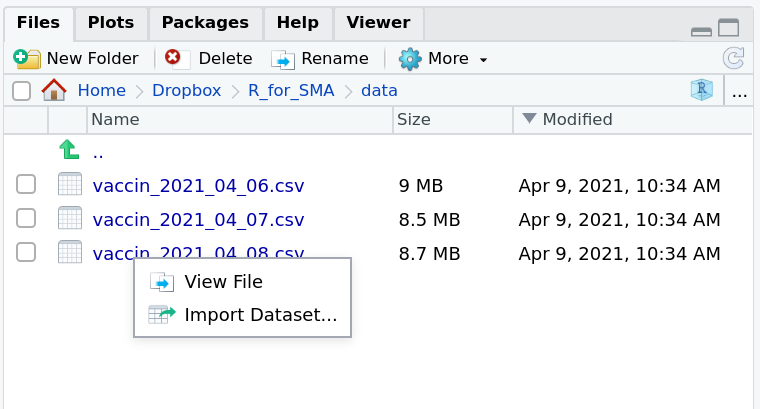 Files Plots Packages Help Viewer
New Folder Delete Rename More
Home Dropbox R_for_SMA data R ...
Name Size Modified
..
vaccin_2021_04_06.csv 9 MB Apr 9, 2021, 10:34 AM
vaccin_2021_04_07.csv 8.5 MB Apr 9, 2021, 10:34 AM
vaccin_2021_04_08.csv 8.7 MB Apr 9, 2021, 10:34 AM
View File
Import Dataset...